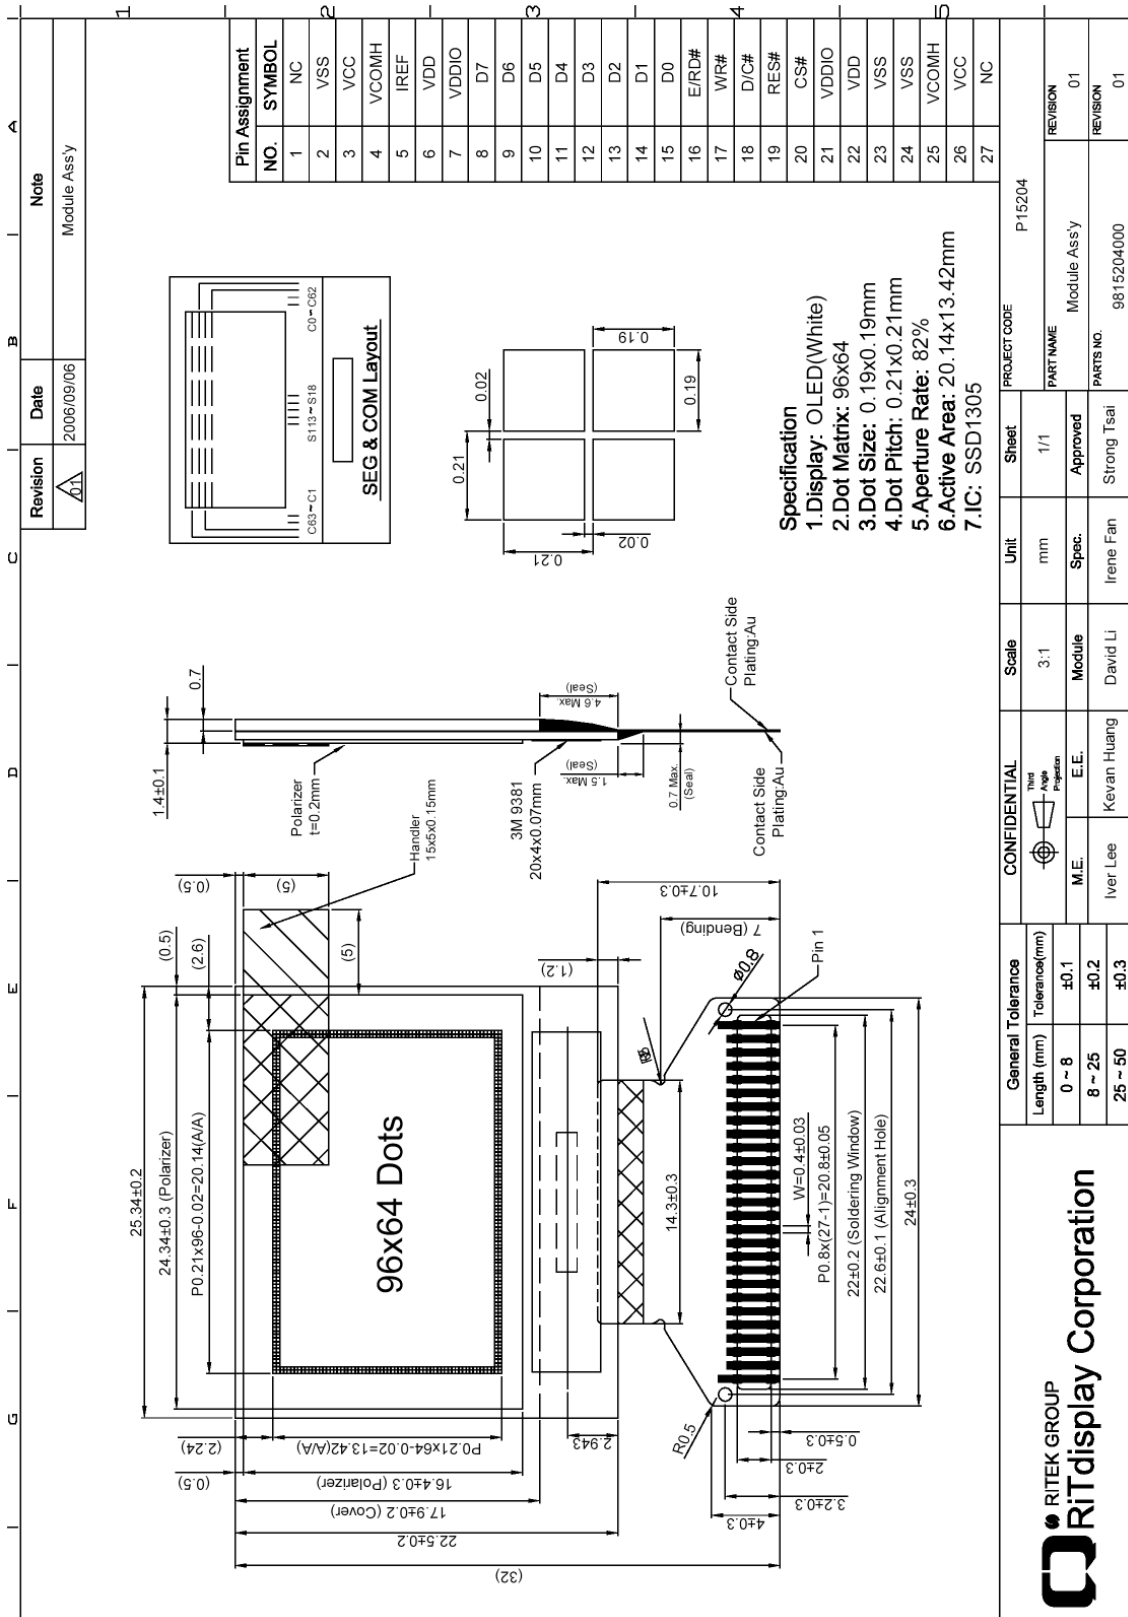 A
B
C
D
E
F
G
1
2
3
4
5
Revision Date Note
01 2006/09/06 Module Ass'y
Pin Assignment
NO. SYMBOL
1 NC
2 VSS
3 VCC
4 VCOMH
5 IREF
6 VDD
7 VDDIO
8 D7
9 D6
10 D5
11 D4
12 D3
13 D2
14 D1
15 D0
16 E/RD#
17 WR#
18 D/C#
19 RES#
20 CS#
21 VDDIO
22 VDD
23 VSS
24 VSS
25 VCOMH
26 VCC
27 NC
C63~C1 S113~S18 C0~C62
SEG & COM Layout
0.21
0.02
0.21
0.02
0.19
0.19
Specification
1.Display: OLED(White)
2.Dot Matrix: 96x64
3.Dot Size: 0.19x0.19mm
4.Dot Pitch: 0.21x0.21mm
5.Aperture Rate: 82%
6.Active Area: 20.14x13.42mm
7.IC: SSD1305
1.4±0.1
0.7
Polarizer
t=0.2mm
Handler
15x5x0.15mm
3M 9381
20x4x0.07mm
4.6 Max.
(Seal)
1.5 Max.
(Seal)
0.7 Max.
(Seal)
Contact Side
Plating:Au
Contact Side
Plating:Au
25.34±0.2
24.34±0.3 (Polarizer)
P0.21x96-0.02=20.14(A/A)
(0.5)
(2.6)
(0.5)
(5)
(5)
96x64 Dots
(1.2)
10.7±0.3
7 (Bending)
Ø0.8
Pin 1
14.3±0.3
W=0.4±0.03
P0.8x(27-1)=20.8±0.05
22±0.2 (Soldering Window)
22.6±0.1 (Alignment Hole)
24±0.3
R0.5
(2.24)
P0.21x64-0.02=13.42(A/A)
(0.5)
16.4±0.3 (Polarizer)
17.9±0.2 (Cover)
22.5±0.2
(32)
2.943
0.5±0.3
2±0.3
3.2±0.3
4±0.3
RITEK GROUP
RiTdisplay Corporation
General Tolerance
Length (mm) Tolerance(mm)
0 ~ 8 ±0.1
8 ~ 25 ±0.2
25 ~ 50 ±0.3
CONFIDENTIAL
Third
Angle
Projection
Scale Unit Sheet
3:1 mm 1/1
M.E. E.E. Module Spec. Approved
Iver Lee Kevan Huang David Li Irene Fan Strong Tsai
PROJECT CODE
P15204
PART NAME
Module Ass'y
REVISION
01
PARTS NO.
9815204000
REVISION
01